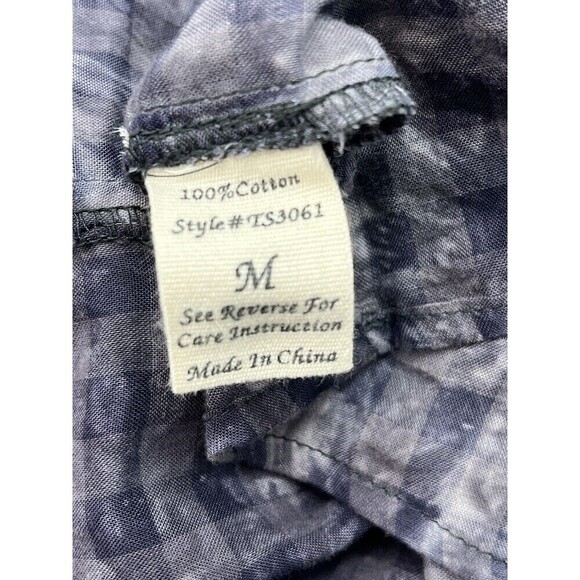 100%Cotton
Style#TS3061
M
See Reverse For
Care Instruction
Made In China